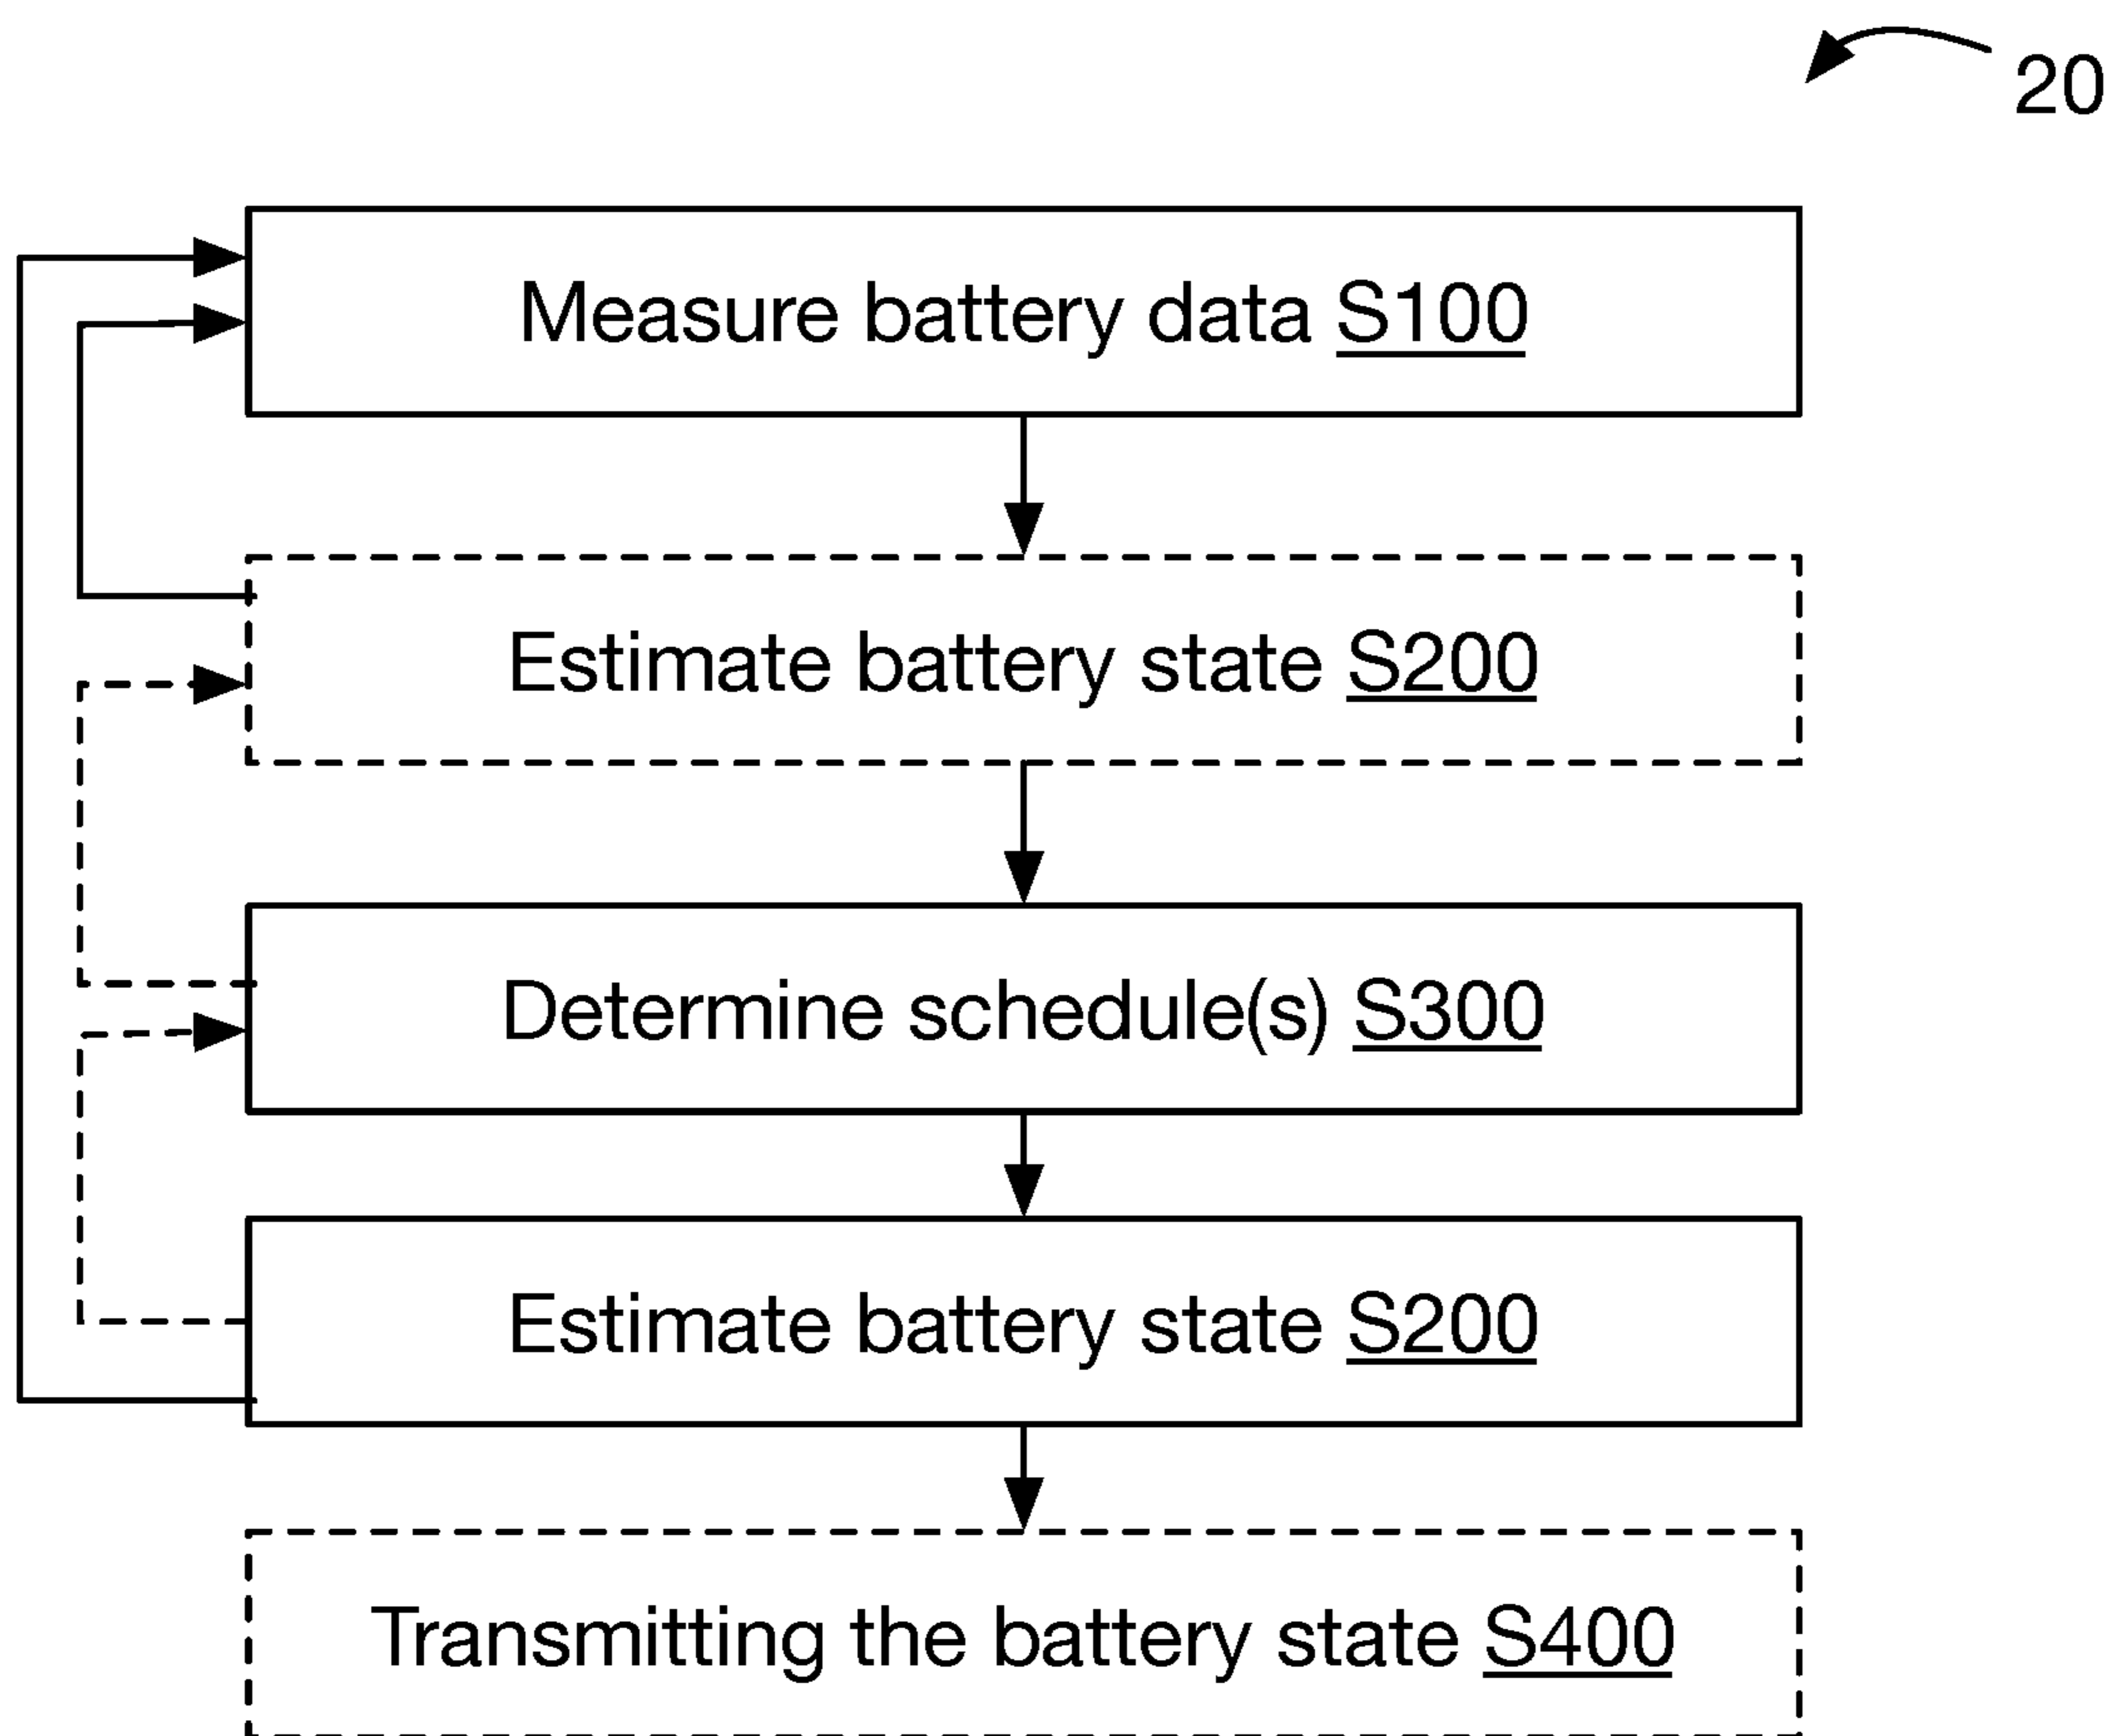 20
Measure battery data S100
Estimate battery state S200
Determine schedule(s) S300
Estimate battery state S200
Transmitting the battery state S400